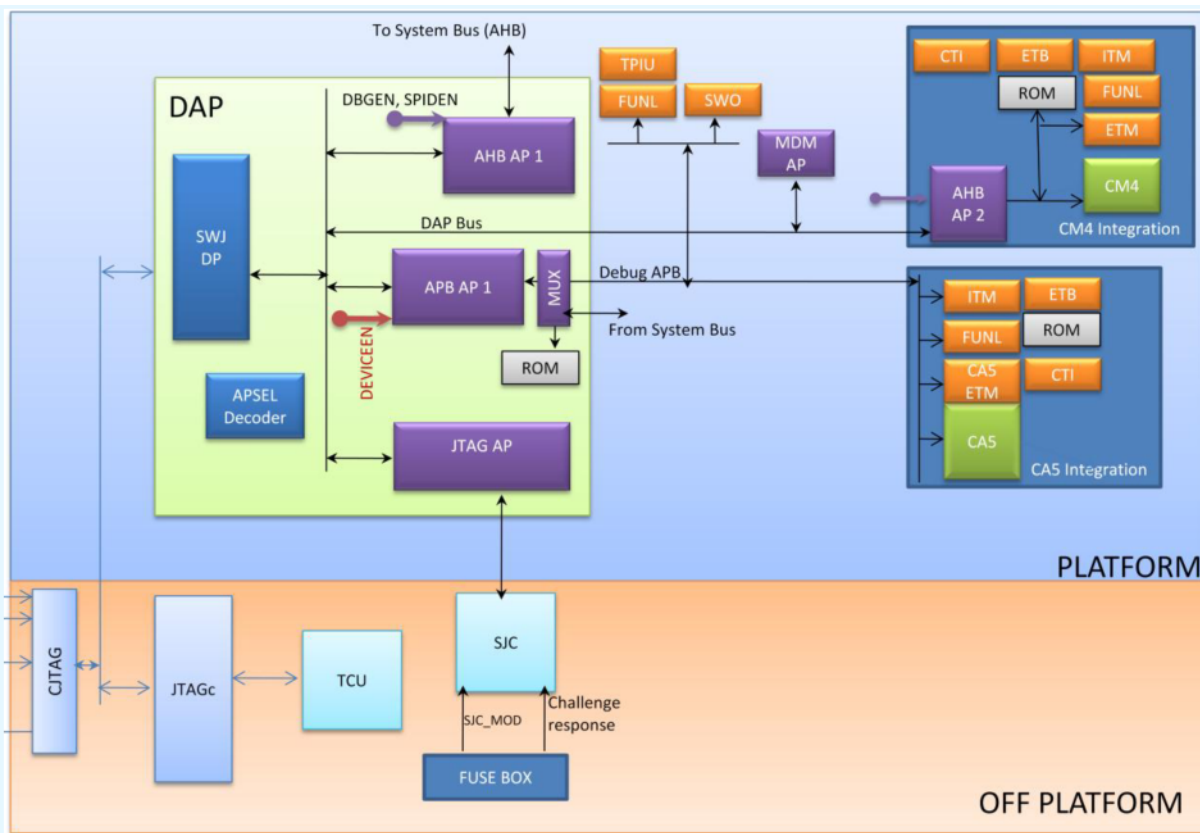 To System Bus (AHB)
DAP
DBGEN, SPIDEN
AHB AP 1
SWJ
DP
DAP Bus
APB AP 1
MUX
DEVICEEN
ROM
APSEL
Decoder
JTAG AP
TPIU
FUNL
SWO
MDM
AP
Debug APB
From System Bus
CTI
ETB
ITM
ROM
FUNL
ETM
AHB
AP 2
CM4
CM4 Integration
ITM
ETB
FUNL
ROM
CA5
ETM
CTI
CA5
CA5 Integration
PLATFORM
CJTAG
JTAGc
TCU
SJC
SJC_MOD
Challenge
response
FUSE BOX
OFF PLATFORM